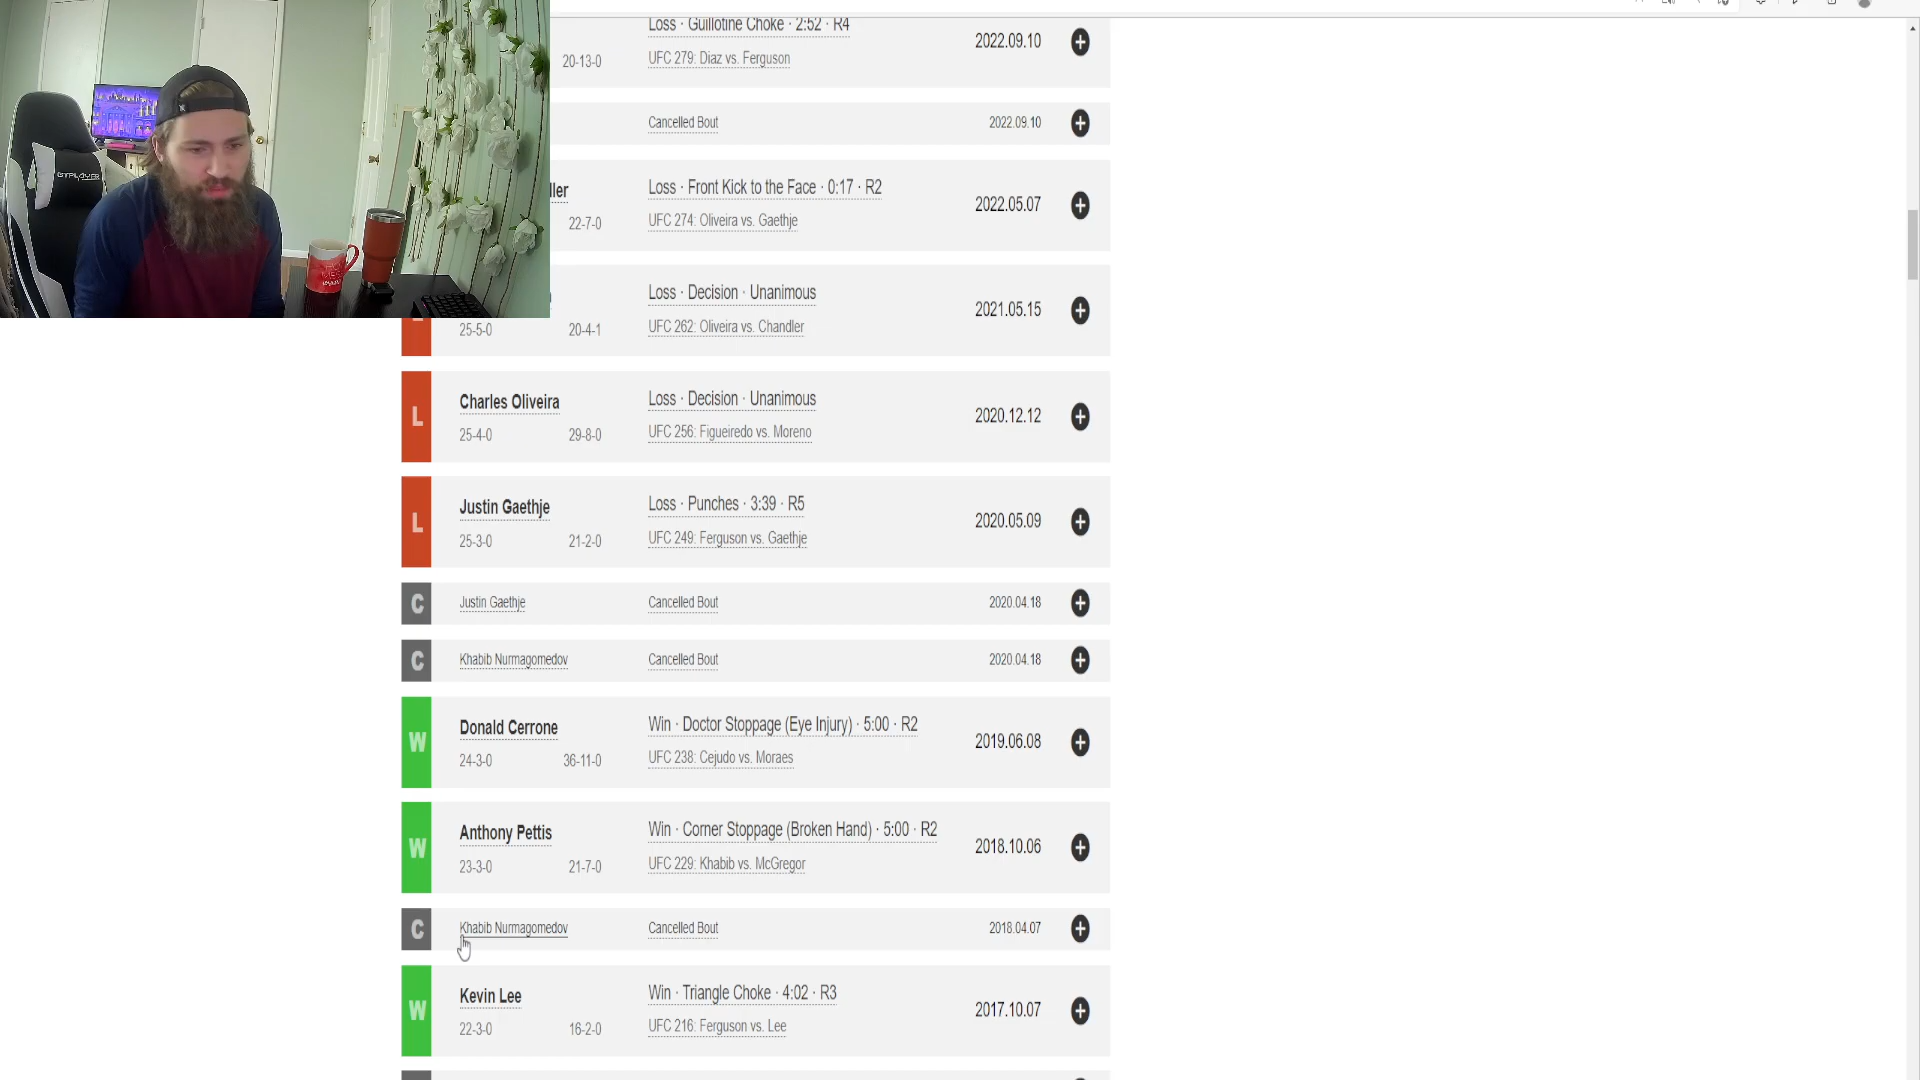 Loss · Guillotine Choke · 2:52 · R4
2022.09.10
20-13-0
UFC 279: Diaz vs. Ferguson
Cancelled Bout
2022.09.10
ller
Loss · Front Kick to the Face · 0:17 · R2
2022.05.07
22-7-0
UFC 274: Oliveira vs. Gaethje
Loss · Decision · Unanimous
2021.05.15
25-5-0
20-4-1
UFC 262: Oliveira vs. Chandler
L
Charles Oliveira
Loss · Decision · Unanimous
2020.12.12
25-4-0
29-8-0
UFC 256: Figueiredo vs. Moreno
L
Justin Gaethje
Loss · Punches · 3:39 · R5
2020.05.09
25-3-0
21-2-0
UFC 249: Ferguson vs. Gaethje
C
Justin Gaethje
Cancelled Bout
2020.04.18
C
Khabib Nurmagomedov
Cancelled Bout
2020.04.18
W
Donald Cerrone
Win · Doctor Stoppage (Eye Injury) · 5:00 · R2
2019.06.08
24-3-0
36-11-0
UFC 238: Cejudo vs. Moraes
W
Anthony Pettis
Win · Corner Stoppage (Broken Hand) · 5:00 · R2
2018.10.06
23-3-0
21-7-0
UFC 229: Khabib vs. McGregor
C
Khabib Nurmagomedov
Cancelled Bout
2018.04.07
W
Kevin Lee
Win · Triangle Choke · 4:02 · R3
2017.10.07
22-3-0
16-2-0
UFC 216: Ferguson vs. Lee